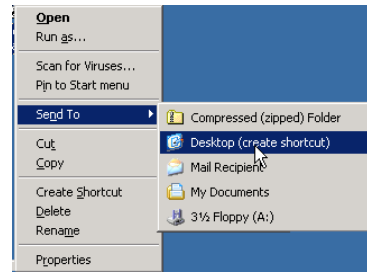 Open
Run as...
Scan for Viruses...
Pin to Start menu
Send To
Cut
Copy
Create Shortcut
Delete
Rename
Properties
Compressed (zipped) Folder
Desktop (create shortcut)
Mail Recipient
My Documents
3½ Floppy (A:)